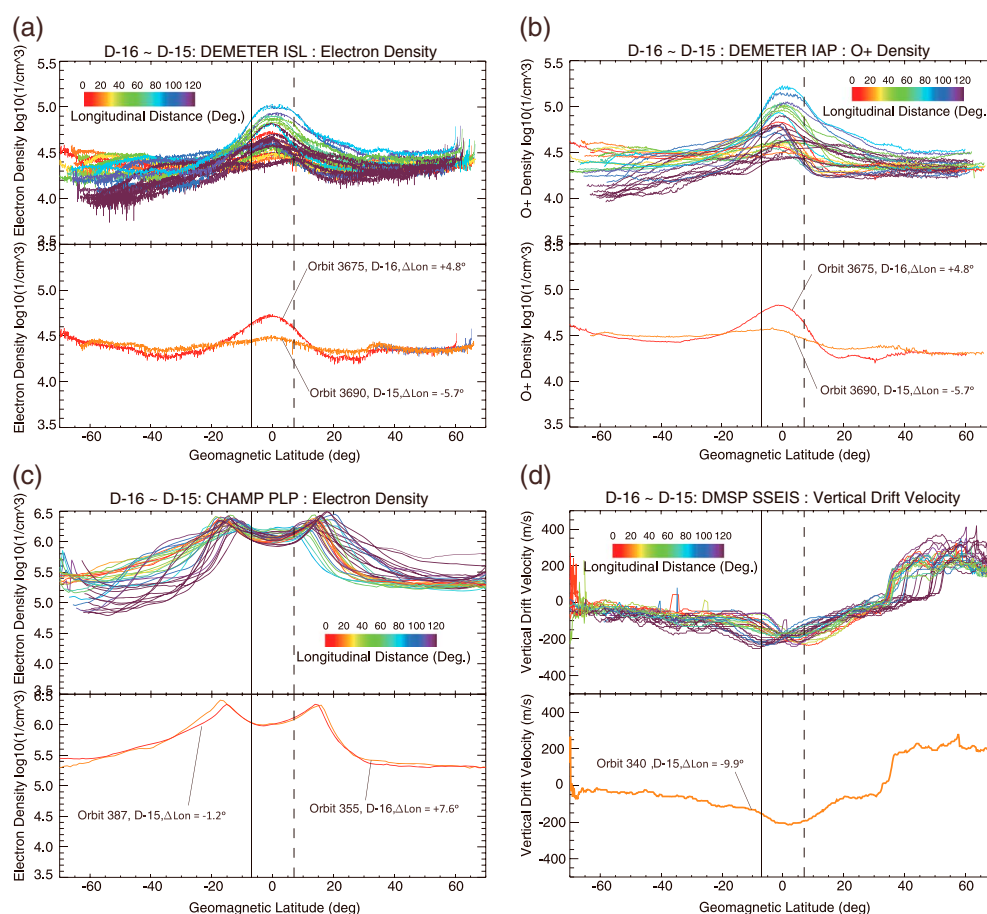 (a)
D-16 ~ D-15: DEMETER ISL : Electron Density
Electron Density log10(1/cm^3)
5.5
5.0
4.5
4.0
3.5
0 20 40 60 80 100 120
Longitudinal Distance (Deg.)
Electron Density log10(1/cm^3)
5.0
4.5
4.0
3.5
Orbit 3675, D-16,ΔLon = +4.8°
Orbit 3690, D-15,ΔLon = -5.7°
-60 -40 -20 0 20 40 60
Geomagnetic Latitude (deg)
(b)
D-16 ~ D-15: DEMETER IAP : O+ Density
O+ Density log10(1/cm^3)
5.5
5.0
4.5
4.0
3.5
0 20 40 60 80 100 120
Longitudinal Distance (Deg.)
O+ Density log10(1/cm^3)
5.0
4.5
4.0
3.5
Orbit 3675, D-16,ΔLon = +4.8°
Orbit 3690, D-15,ΔLon = -5.7°
-60 -40 -20 0 20 40 60
Geomagnetic Latitude (deg)
(c)
D-16 ~ D-15: CHAMP PLP : Electron Density
Electron Density log10(1/cm^3)
6.5
6.0
5.5
5.0
4.5
4.0
3.5
0 20 40 60 80 100 120
Longitudinal Distance (Deg.)
Electron Density log10(1/cm^3)
6.5
6.0
5.5
5.0
4.5
4.0
3.5
Orbit 387, D-15,ΔLon = -1.2°
Orbit 355, D-16,ΔLon = +7.6°
-60 -40 -20 0 20 40 60
Geomagnetic Latitude (deg)
(d)
D-16 ~ D-15: DMSP SSEIS : Vertical Drift Velocity
Vertical Drift Velocity (m/s)
400
200
0
-200
-400
0 20 40 60 80 100 120
Longitudinal Distance (Deg.)
Vertical Drift Velocity (m/s)
400
200
0
-200
-400
Orbit 340 ,D-15,ΔLon = -9.9°
-60 -40 -20 0 20 40 60
Geomagnetic Latitude (deg)